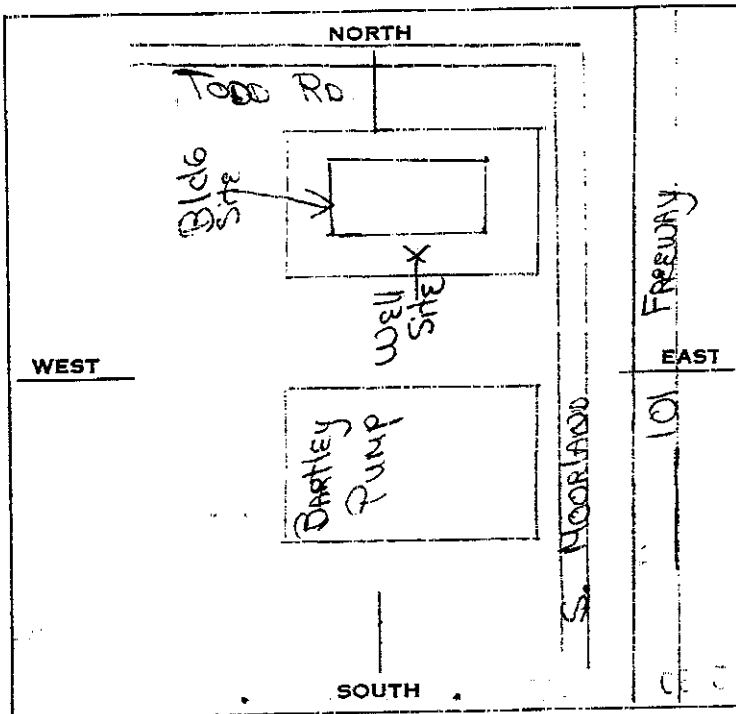 NORTH
TODD RD
Bldg
Site
Well
Site
FREEWAY
WEST
EAST
101
BARTLEY
PUMP
S. MOORLAND
SOUTH